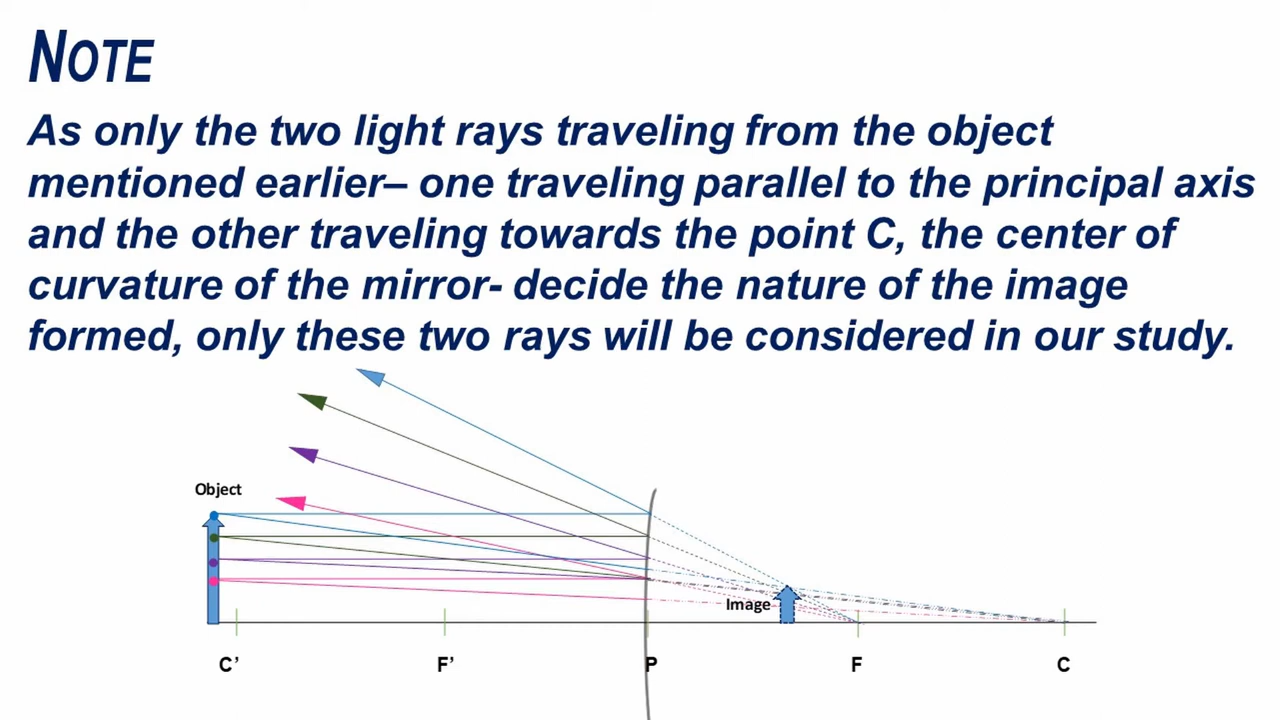 NOTE
As only the two light rays traveling from the object
mentioned earlier– one traveling parallel to the principal axis
and the other traveling towards the point C, the center of
curvature of the mirror- decide the nature of the image
formed, only these two rays will be considered in our study.
Object
Image
C’ F’ P F C